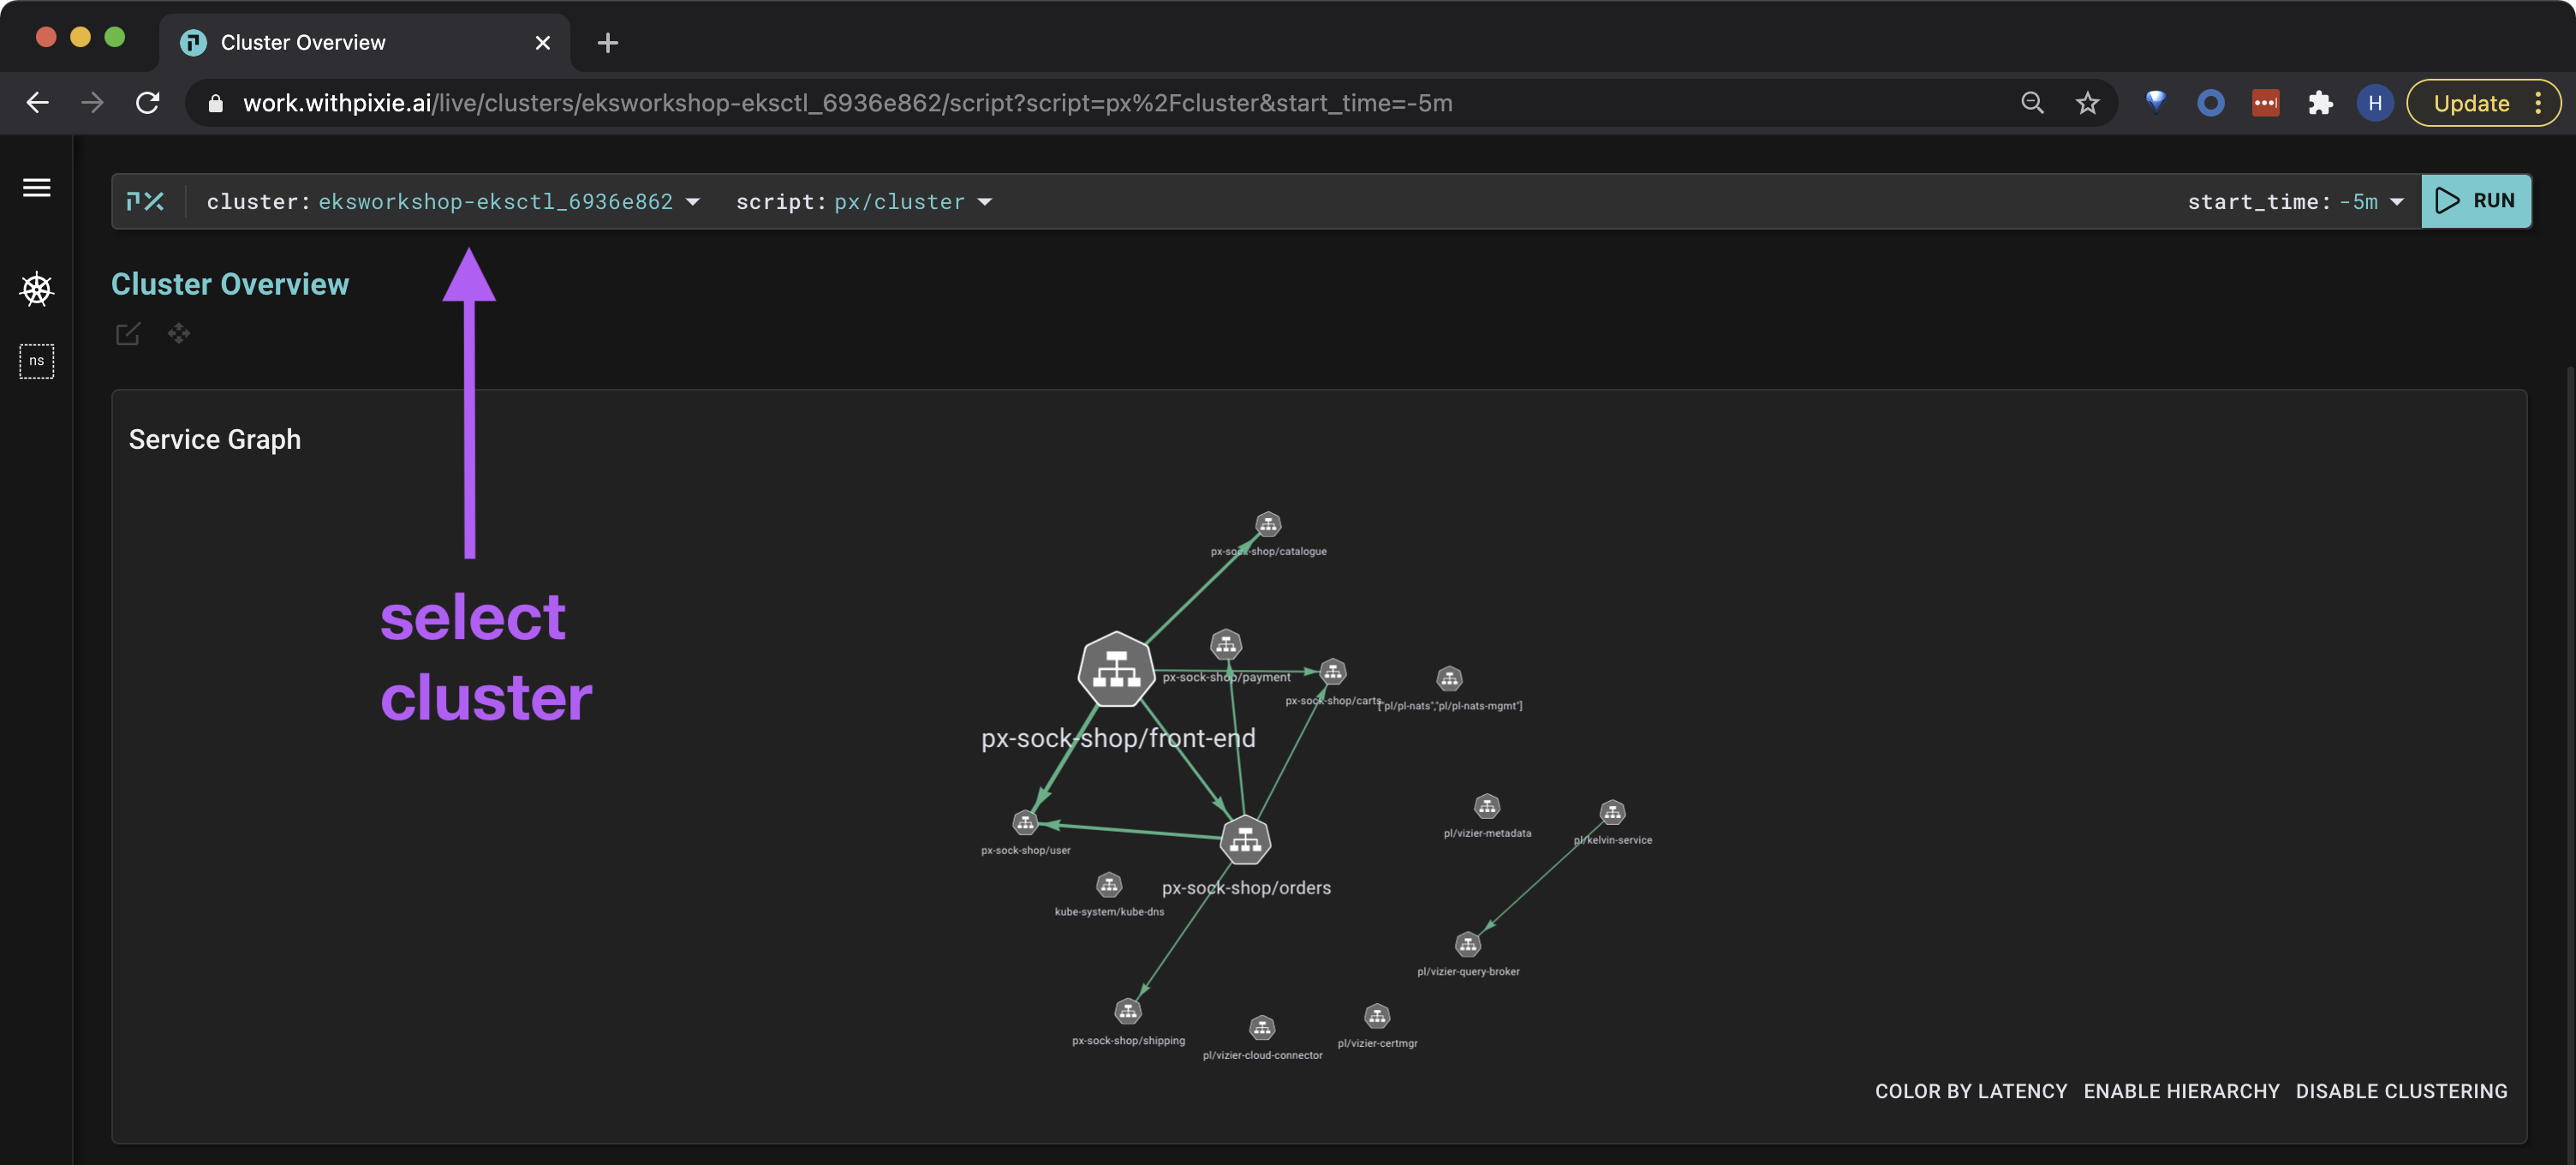 Cluster Overview
work.withpixie.ai/live/clusters/eksworkshop-eksctl_6936e862/script?script=px%2Fcluster&start_time=-5m
H
Update
cluster: eksworkshop-eksctl_6936e862 script: px/cluster start_time: -5m RUN
Cluster Overview
ns
Service Graph
select
cluster
px-sock-shop/catalogue
px-sock-shop/payment
px-sock-shop/carts
["pl/pl-nats","pl/pl-nats-mgmt"]
px-sock-shop/front-end
pl/vizier-metadata
pl/kelvin-service
px-sock-shop/user
px-sock-shop/orders
kube-system/kube-dns
pl/vizier-query-broker
px-sock-shop/shipping
pl/vizier-cloud-connector
pl/vizier-certmgr
COLOR BY LATENCY ENABLE HIERARCHY DISABLE CLUSTERING